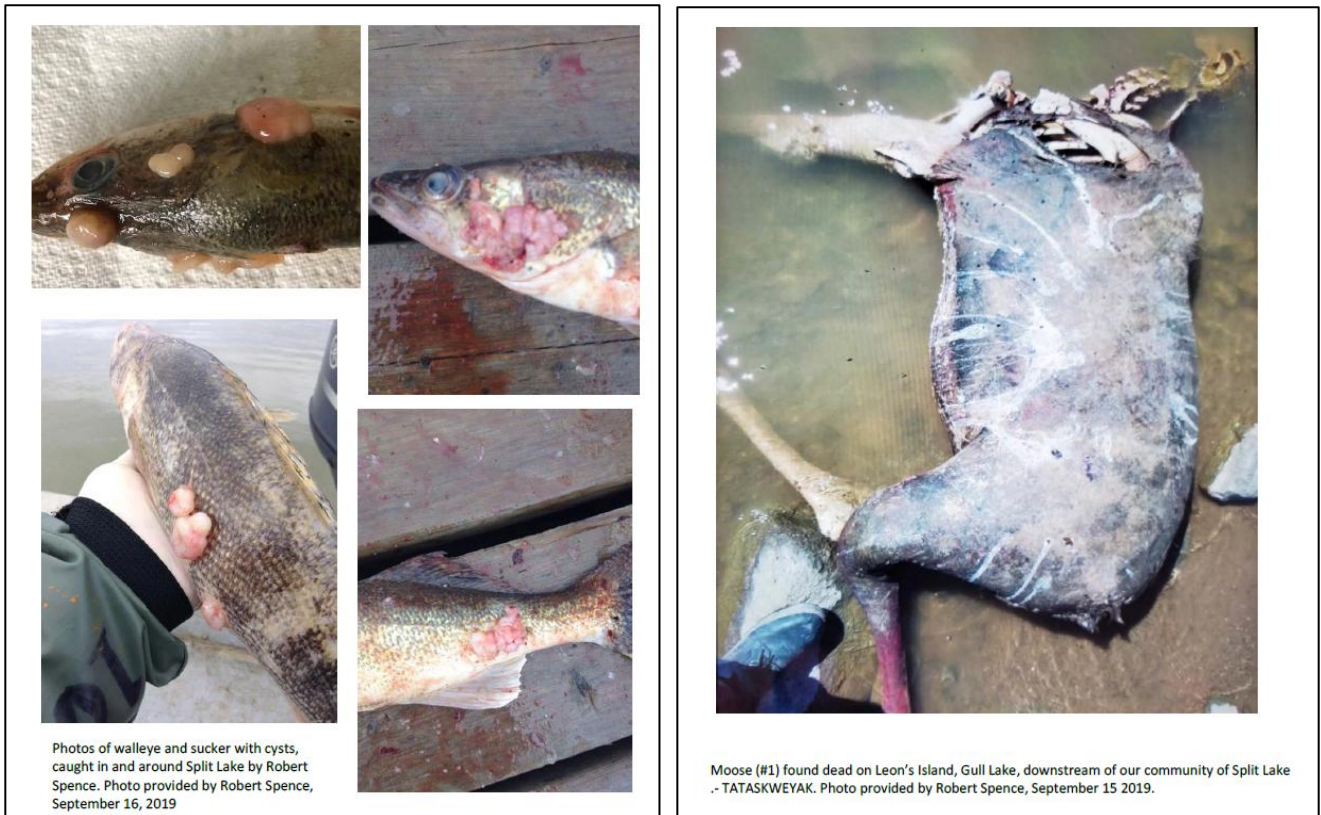 Photos of walleye and sucker with cysts,
caught in and around Split Lake by Robert
Spence. Photo provided by Robert Spence,
September 16, 2019
Moose (#1) found dead on Leon's Island, Gull Lake, downstream of our community of Split Lake
.- TATASKWEYAK. Photo provided by Robert Spence, September 15 2019.